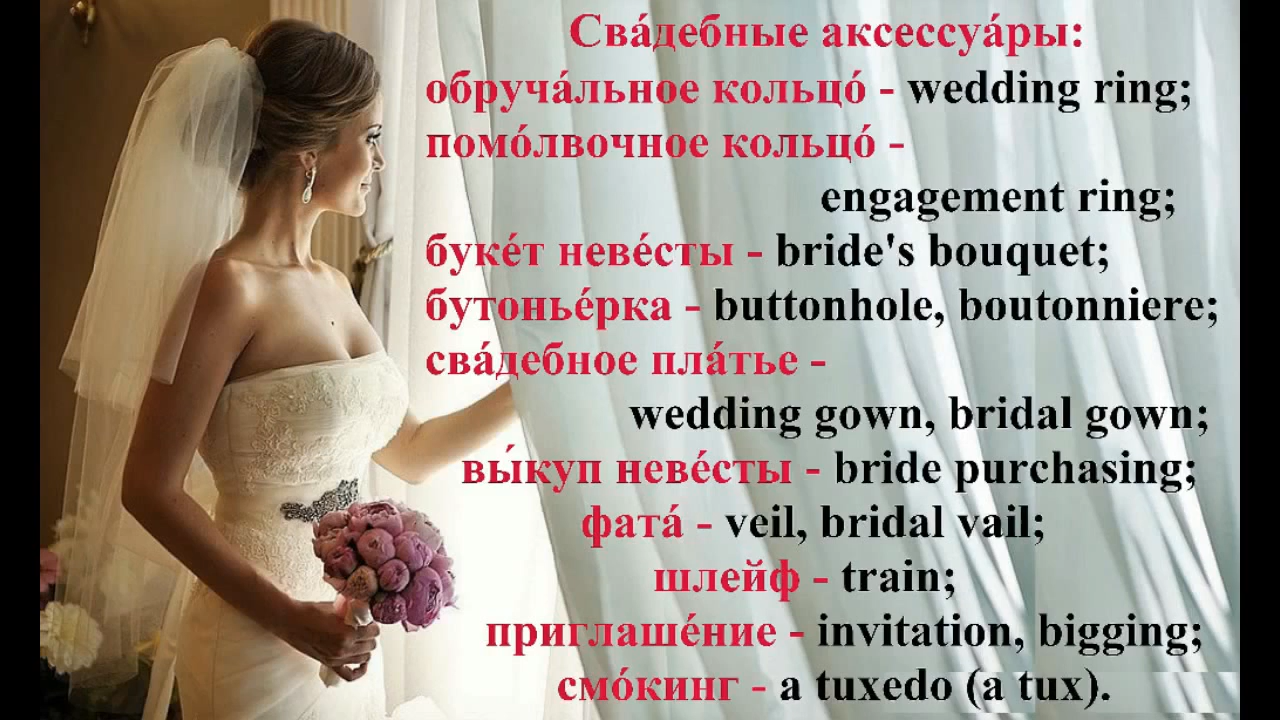 Сва́дебные аксессуа́ры:
обруча́льное кольцо́ - wedding ring;
помо́лвочное кольцо́ -
engagement ring;
буке́т неве́сты - bride's bouquet;
бутонье́рка - buttonhole, boutonniere;
сва́дебное пла́тье -
wedding gown, bridal gown;
вы́куп неве́сты - bride purchasing;
фата́ - veil, bridal vail;
шлейф - train;
приглаше́ние - invitation, bigging;
смо́кинг - a tuxedo (a tux).